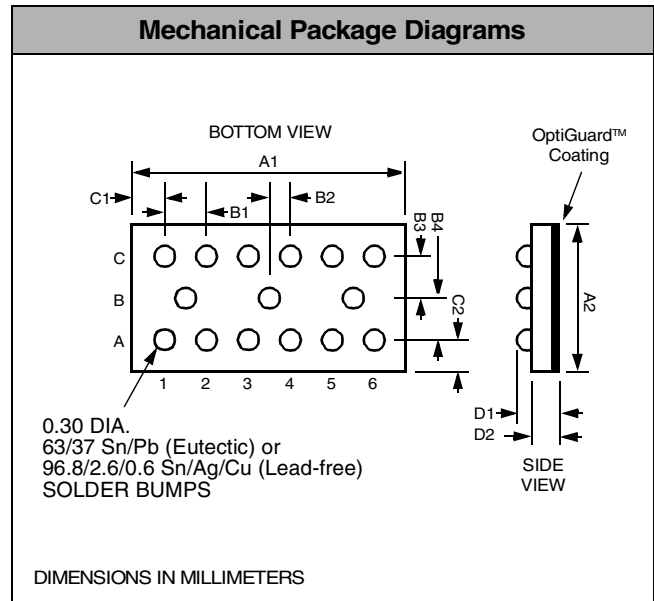 Mechanical Package Diagrams
BOTTOM VIEW
OptiGuard™
Coating
A1
C1
B1
B2
B3
B4
C
B
A
C2
A2
1 2 3 4 5 6
D1
D2
0.30 DIA.
63/37 Sn/Pb (Eutectic) or
96.8/2.6/0.6 Sn/Ag/Cu (Lead-free)
SOLDER BUMPS
SIDE
VIEW
DIMENSIONS IN MILLIMETERS